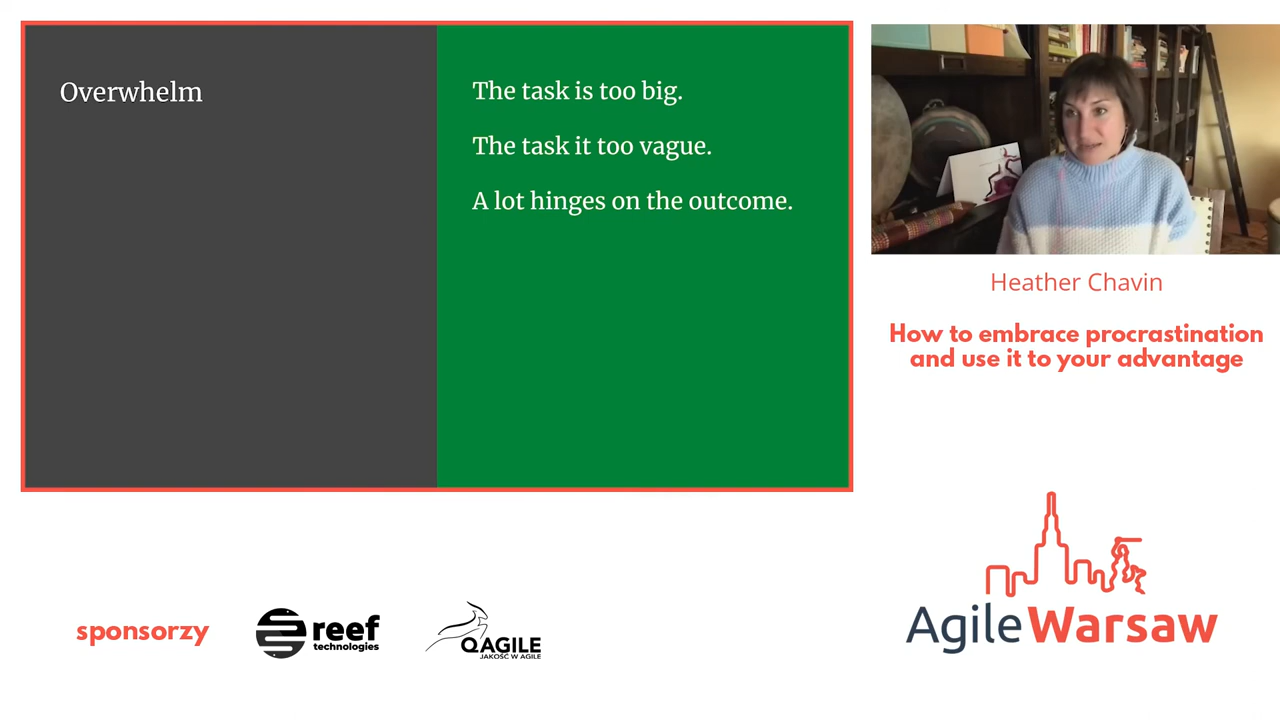 Overwhelm
The task is too big.
The task it too vague.
A lot hinges on the outcome.
Heather Chavin
How to embrace procrastination
and use it to your advantage
sponsorzy
reef
technologies
QAGILE
JAKOŚĆ W AGILE
AgileWarsaw